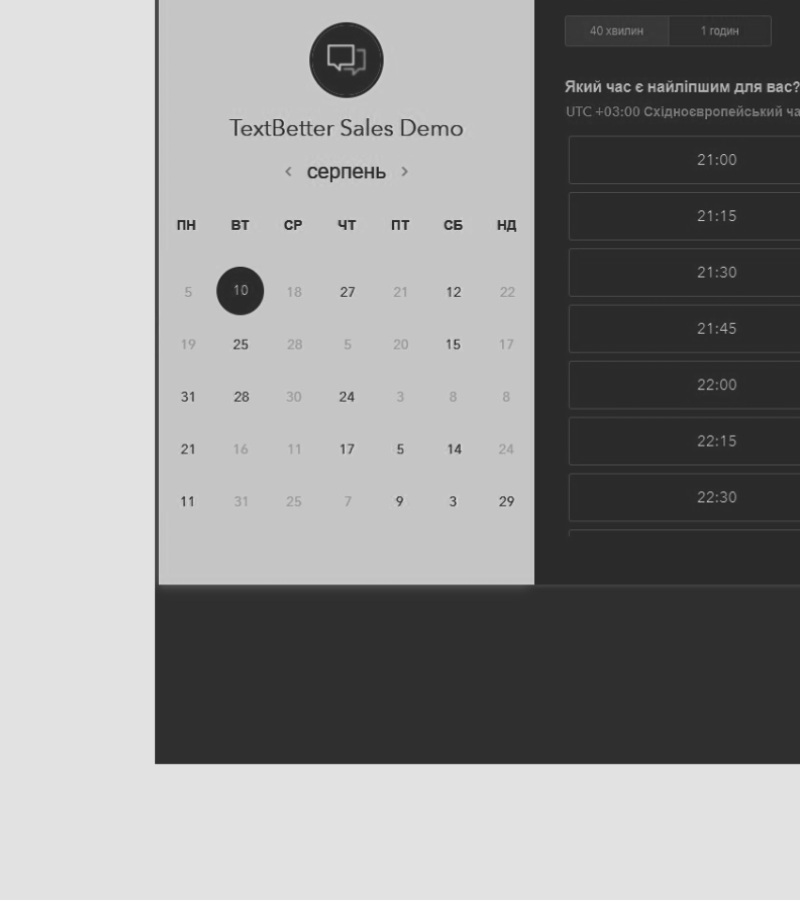 TextBetter Sales Demo
‹ серпень ›
ПН ВТ СР ЧТ ПТ СБ НД
5 10 18 27 21 12 22
19 25 28 5 20 15 17
31 28 30 24 3 8 8
21 16 11 17 5 14 24
11 31 25 7 9 3 29
40 хвилин 1 годин
Який час є найліпшим для вас?
UTC +03:00 Східноєвропейський ча
21:00
21:15
21:30
21:45
22:00
22:15
22:30